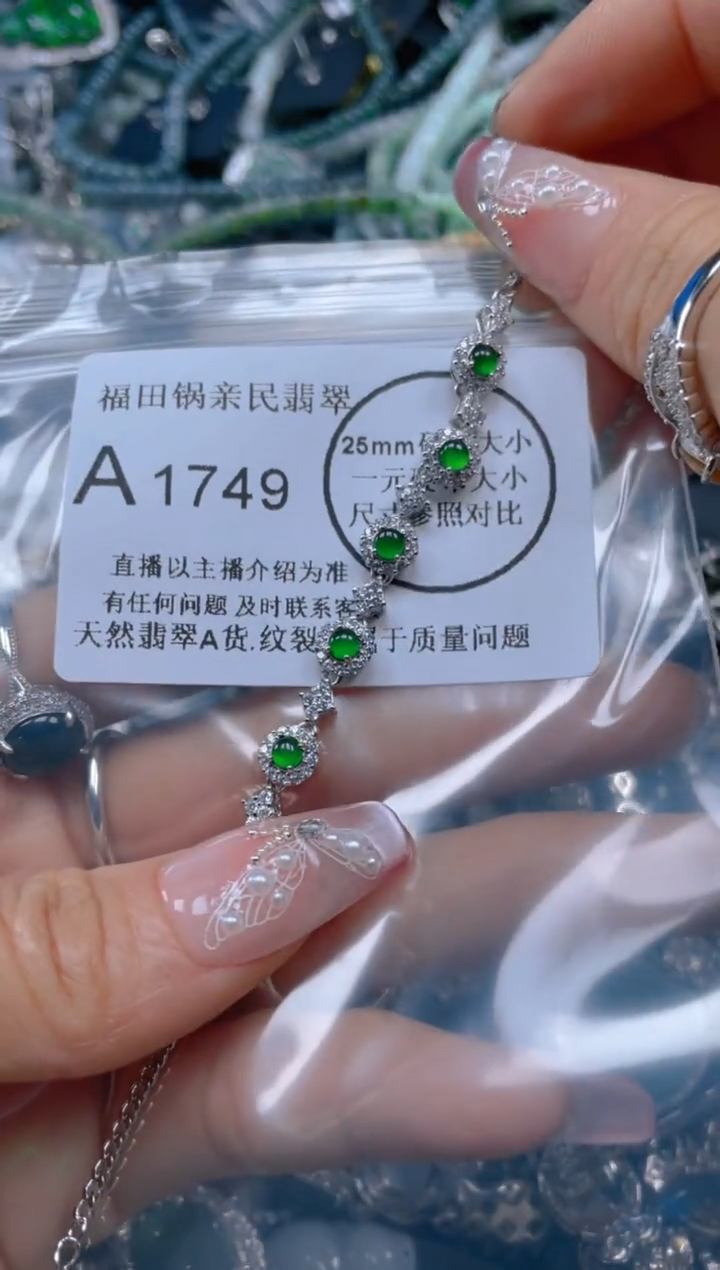 福田锅亲民翡翠
A 1749
25mm 大小
一元 大小
尺寸参照对比
直播以主播介绍为准
有任何问题 及时联系客
天然翡翠A货.纹裂 于质量问题